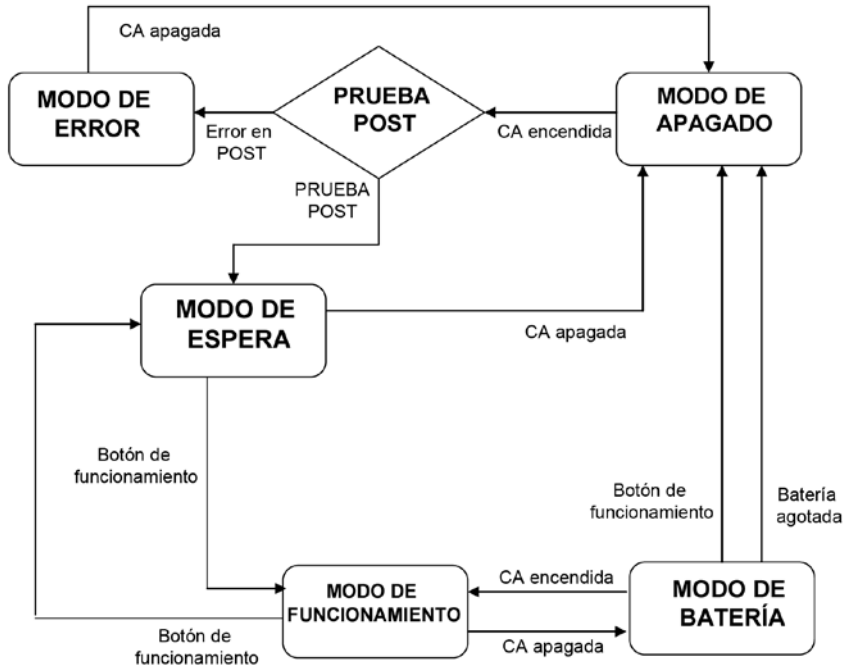 CA apagada
MODO DE
ERROR
Error en
POST
PRUEBA
POST
CA encendida
MODO DE
APAGADO
PRUEBA
POST
MODO DE
ESPERA
CA apagada
Botón de
funcionamiento
Botón de
funcionamiento
Batería
agotada
MODO DE
FUNCIONAMIENTO
CA encendida
MODO DE
BATERÍA
Botón de
funcionamiento
CA apagada